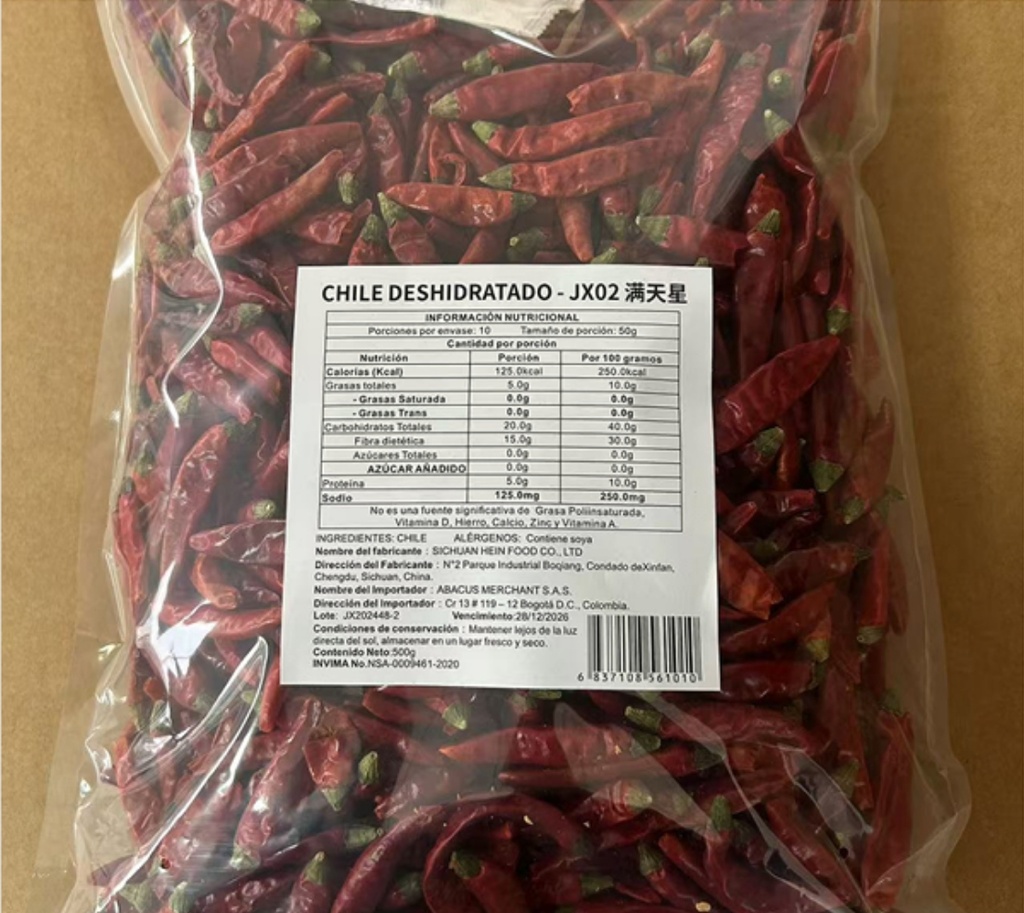 CHILE DESHIDRATADO - JX02 满天星
INFORMACIÓN NUTRICIONAL
Porciones por envase: 10 Tamaño de porción: 50g
Cantidad por porción
Nutrición Porción Por 100 gramos
Calorías (Kcal) 125.0kcal 250.0kcal
Grasas totales 5.0g 10.0g
- Grasas Saturada 0.0g 0.0g
- Grasas Trans 0.0g 0.0g
Carbohidratos Totales 20.0g 40.0g
Fibra dietética 15.0g 30.0g
Azúcares Totales 0.0g 0.0g
AZÚCAR AÑADIDO 0.0g 0.0g
Proteína 5.0g 10.0g
Sodio 125.0mg 250.0mg
No es una fuente significativa de Grasa Poliinsaturada,
Vitamina D, Hierro, Calcio, Zinc y Vitamina A.
INGREDIENTES: CHILE ALÉRGENOS: Contiene soya
Nombre del fabricante : SICHUAN HEIN FOOD CO., LTD
Dirección del Fabricante : N°2 Parque Industrial Boqiang, Condado deXinfan,
Chengdu, Sichuan, China.
Nombre del Importador : ABACUS MERCHANT S.A.S.
Dirección del Importador : Cr 13 # 119 – 12 Bogotá D.C., Colombia.
Lote: JX202448-2 Vencimiento:28/12/2026
Condiciones de conservación : Mantener lejos de la luz
directa del sol, almacenar en un lugar fresco y seco.
Contenido Neto:500g
INVIMA No.NSA-0009461-2020
6 837108 561010